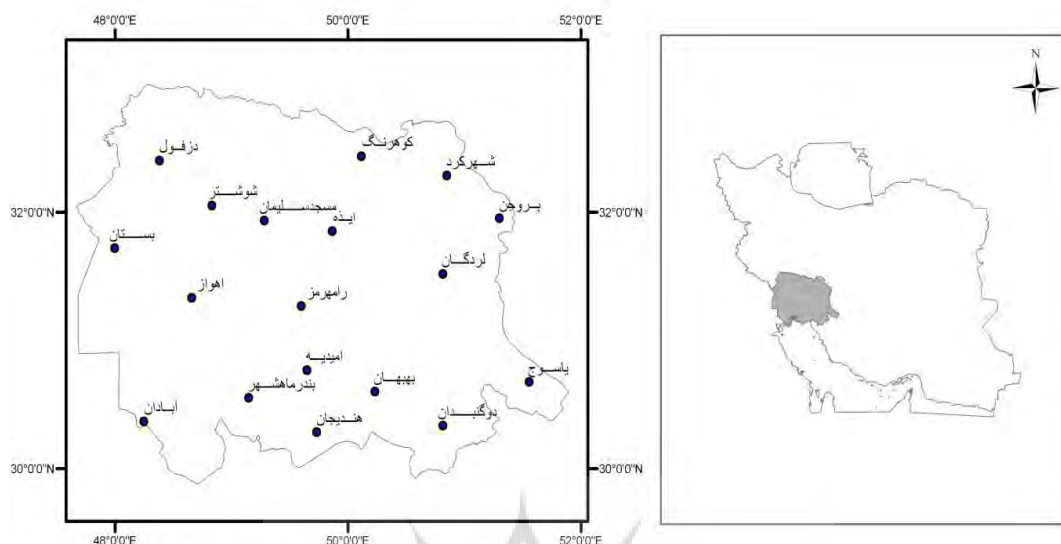 48°0'0"E 50°0'0"E 52°0'0"E
N
کوهرنگ
دزفول
شهرکرد
شوشتر
32°0'0"N
مسجدسلیمان
بروجن
32°0'0"N
ایذه
بستان
لردگان
اهواز
رامهرمز
امیدیه
یاسوج
بهبهان
بندرماهشهر
آبادان
هندیجان
دوگنبدان
30°0'0"N
30°0'0"N
48°0'0"E 50°0'0"E 52°0'0"E